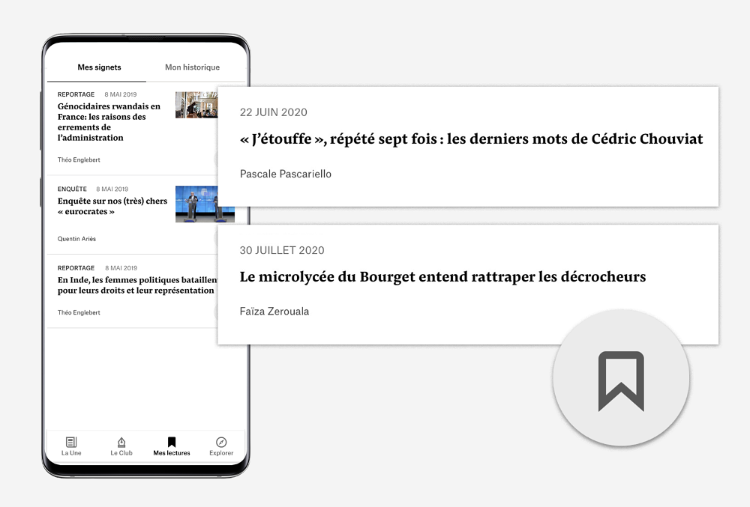 Mes signets
Mon historique
REPORTAGE 8 MAI 2019
Génocidaires rwandais en
France: les raisons des
errements de
l'administration
Théo Englebert
ENQUÊTE 8 MAI 2019
Enquête sur nos (très) chers
« eurocrates »
Quentin Ariès
REPORTAGE 8 MAI 2019
En Inde, les femmes politiques bataillen
pour leurs droits et leur représentation
Théo Englebert
La Une
Le Club
Mes lectures
Explorer
22 JUIN 2020
« J'étouffe », répété sept fois : les derniers mots de Cédric Chouviat
Pascale Pascariello
30 JUILLET 2020
Le microlycée du Bourget entend rattraper les décrocheurs
Faïza Zerouala